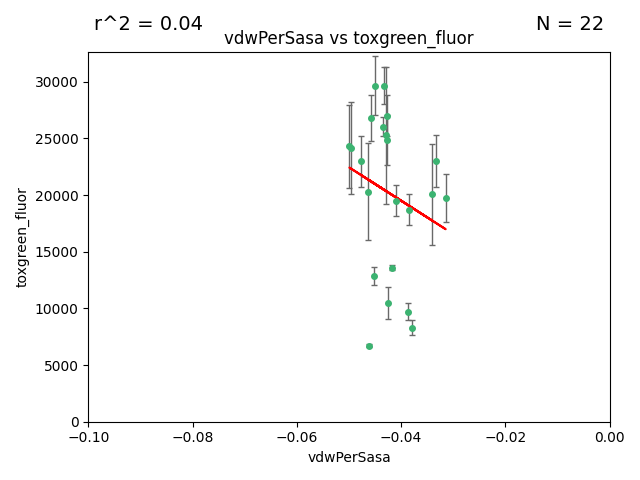 r^2 = 0.04
N = 22
vdwPerSasa vs toxgreen_fluor
30000
25000
20000
15000
10000
5000
0
toxgreen_fluor
−0.10
−0.08
−0.06
−0.04
−0.02
0.00
vdwPerSasa